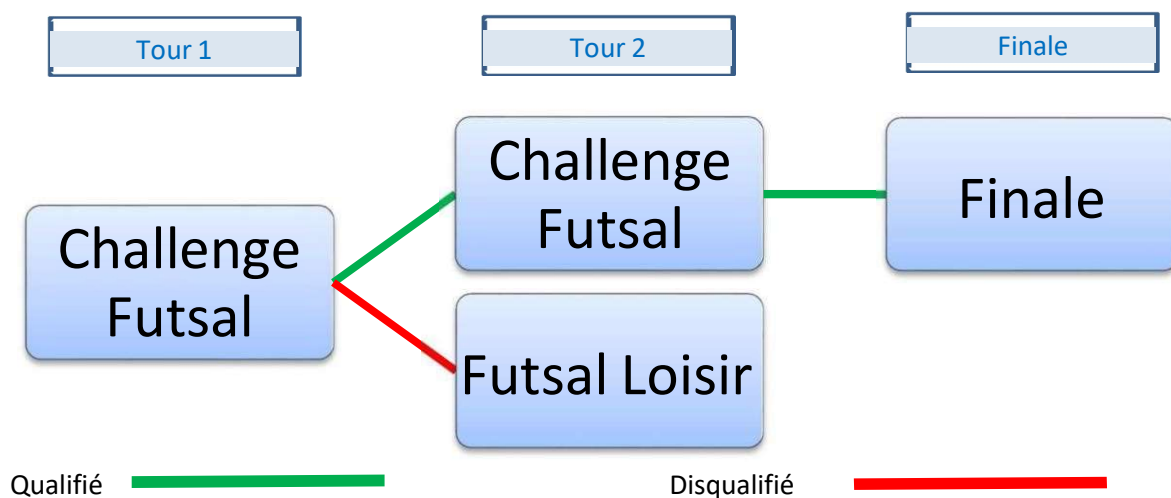 Tour 1
Tour 2
Finale
Challenge
Futsal
Challenge
Futsal
Finale
Futsal Loisir
Qualifié
Disqualifié